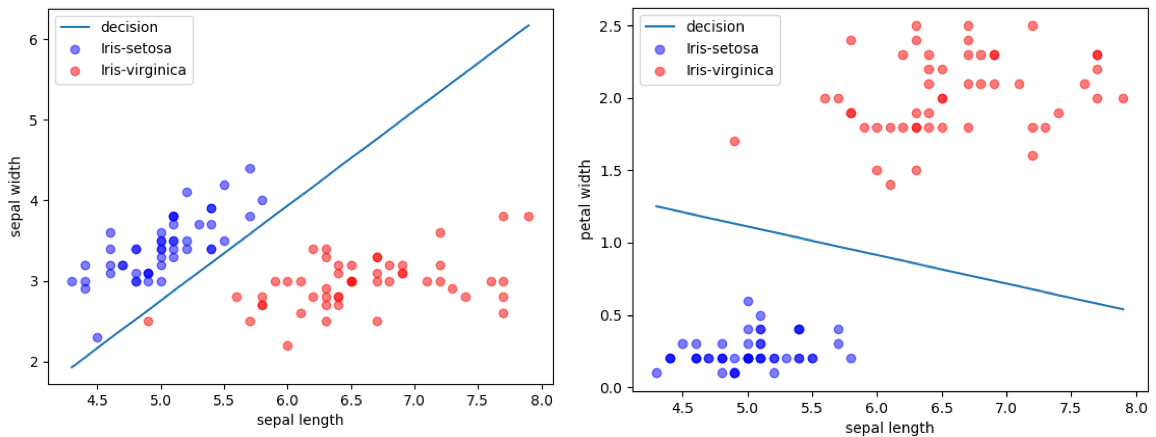 decision
Iris-setosa
Iris-virginica
sepal width
6
5
4
3
2
4.5 5.0 5.5 6.0 6.5 7.0 7.5 8.0
sepal length
decision
Iris-setosa
Iris-virginica
petal width
2.5
2.0
1.5
1.0
0.5
0.0
4.5 5.0 5.5 6.0 6.5 7.0 7.5 8.0
sepal length